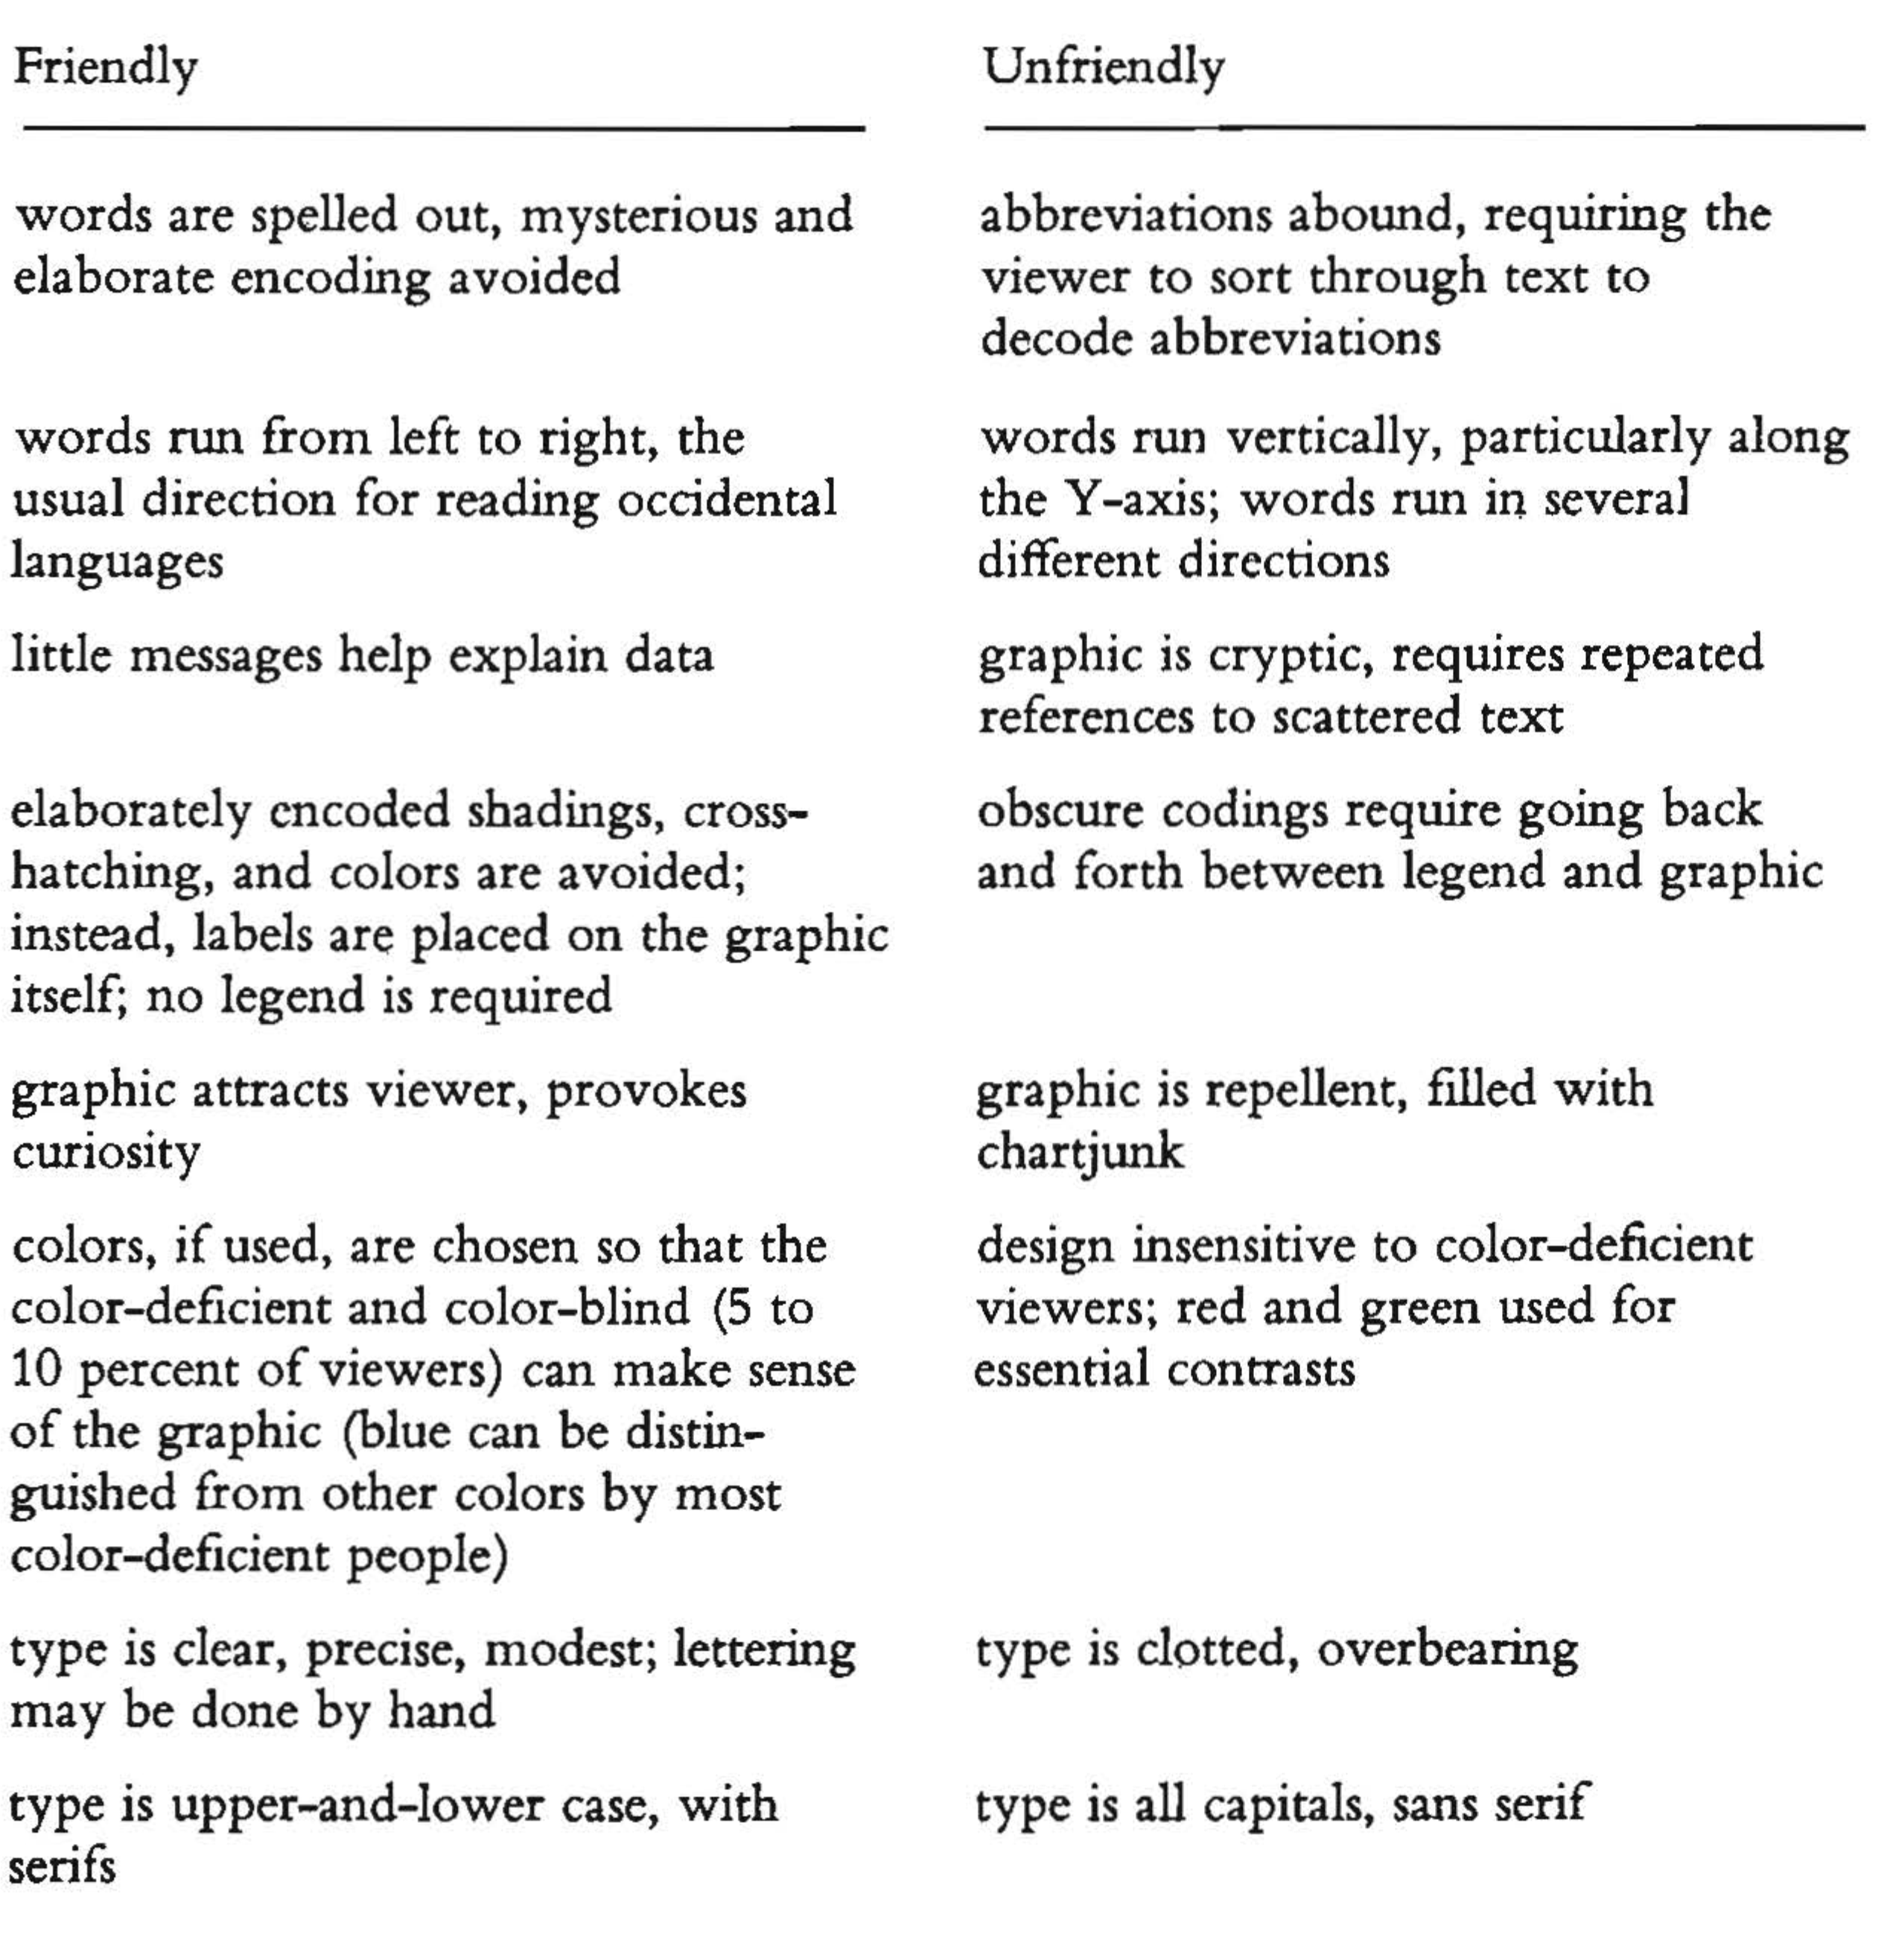 Friendly
Unfriendly
words are spelled out, mysterious and
elaborate encoding avoided
abbreviations abound, requiring the
viewer to sort through text to
decode abbreviations
words run from left to right, the
usual direction for reading occidental
languages
words run vertically, particularly along
the Y-axis; words run in several
different directions
little messages help explain data
graphic is cryptic, requires repeated
references to scattered text
elaborately encoded shadings, cross-
hatching, and colors are avoided;
instead, labels are placed on the graphic
itself; no legend is required
obscure codings require going back
and forth between legend and graphic
graphic attracts viewer, provokes
curiosity
graphic is repellent, filled with
chartjunk
colors, if used, are chosen so that the
color-deficient and color-blind (5 to
10 percent of viewers) can make sense
of the graphic (blue can be distin-
guished from other colors by most
color-deficient people)
design insensitive to color-deficient
viewers; red and green used for
essential contrasts
type is clear, precise, modest; lettering
may be done by hand
type is clotted, overbearing
type is upper-and-lower case, with
serifs
type is all capitals, sans serif